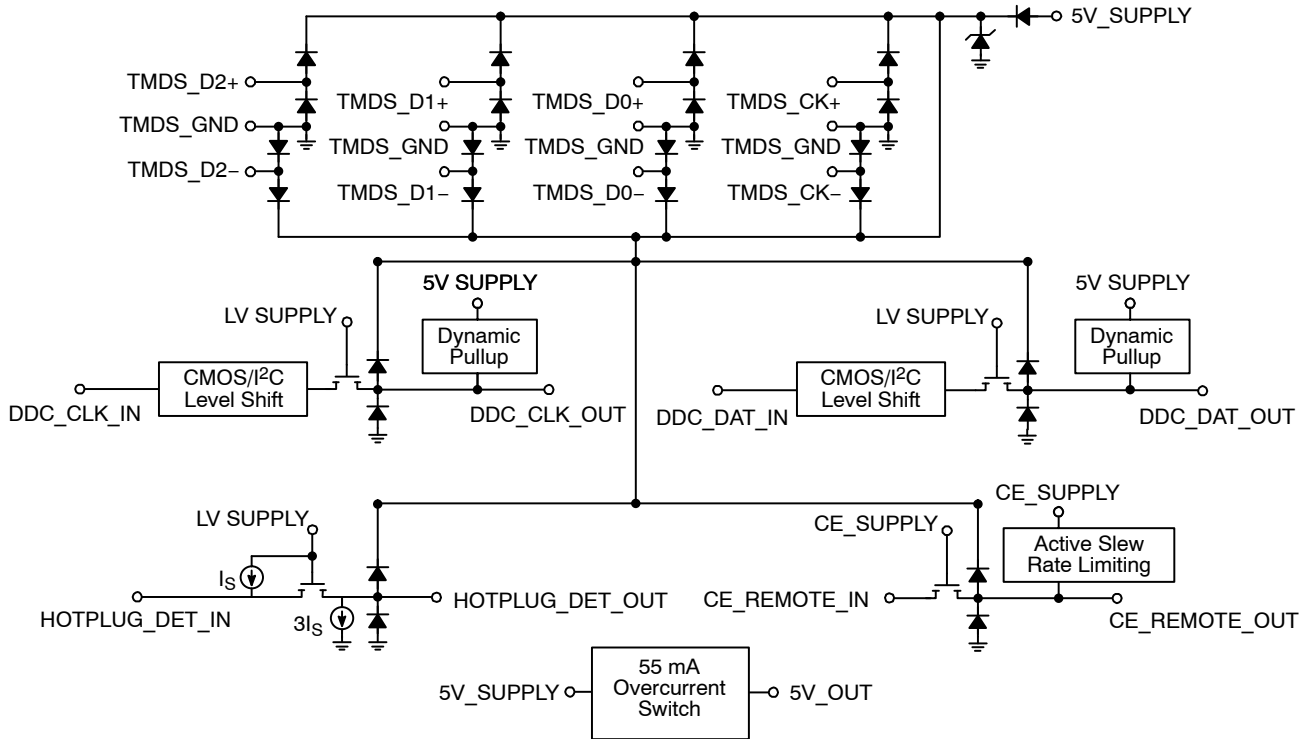 5V_SUPPLY
TMDS_D2+
TMDS_D1+
TMDS_D0+
TMDS_CK+
TMDS_GND
TMDS_GND
TMDS_GND
TMDS_GND
TMDS_D2−
TMDS_D1−
TMDS_D0−
TMDS_CK−
LV SUPPLY
5V SUPPLY
Dynamic
Pullup
CMOS/I²C
Level Shift
DDC_CLK_IN
DDC_CLK_OUT
LV SUPPLY
5V SUPPLY
Dynamic
Pullup
CMOS/I²C
Level Shift
DDC_DAT_IN
DDC_DAT_OUT
LV SUPPLY
IS
3IS
HOTPLUG_DET_IN
HOTPLUG_DET_OUT
CE_SUPPLY
CE_SUPPLY
Active Slew
Rate Limiting
CE_REMOTE_IN
CE_REMOTE_OUT
5V_SUPPLY
55 mA
Overcurrent
Switch
5V_OUT